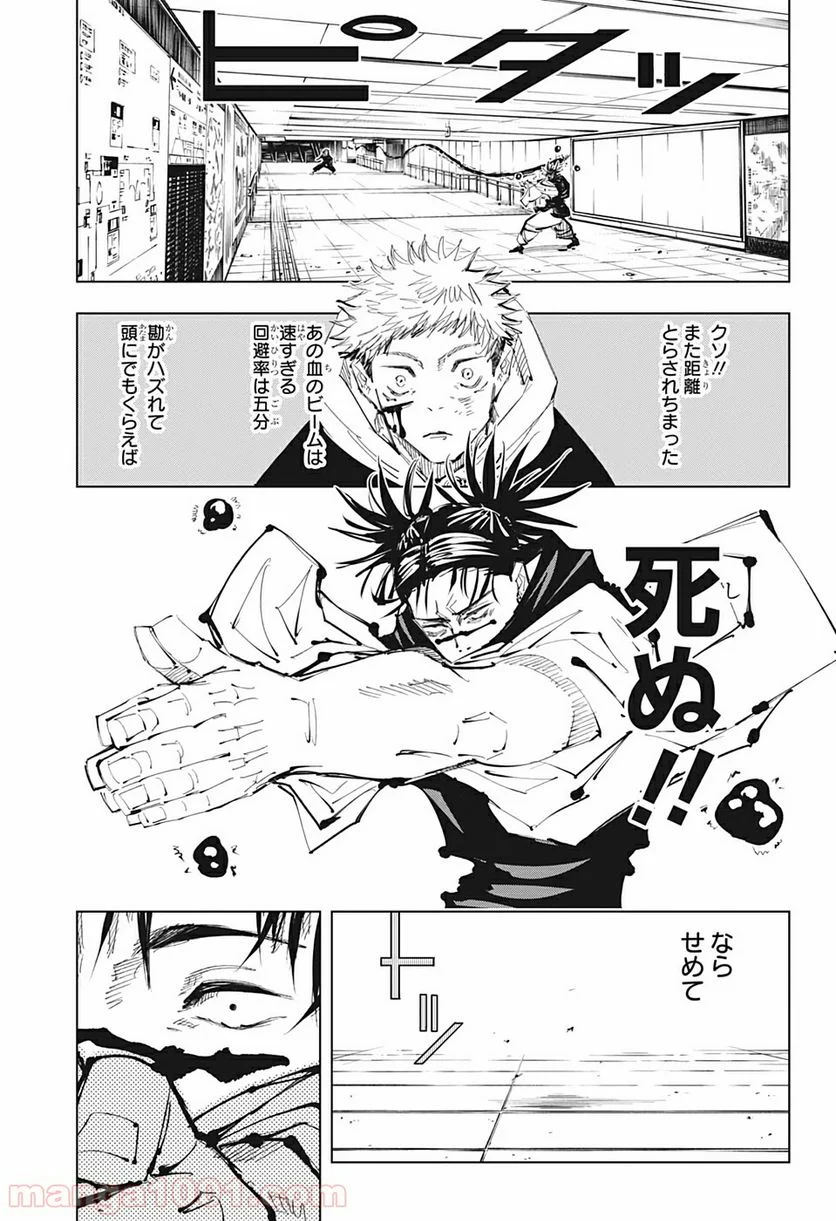 ピタッ
クソ!!
また距離
とらされちまった
あの血のビームは
速すぎる
回避率は五分
勘がハズれて
頭にでもくらえば
死ぬ!!
なら
せめて
キッ
manga1001.com